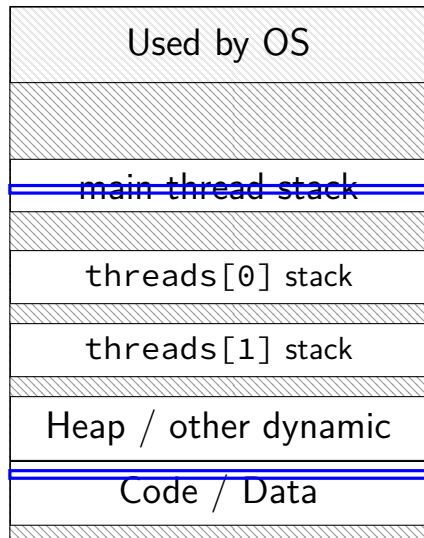 Used by OS
main thread stack
threads[0] stack
threads[1] stack
Heap / other dynamic
Code / Data